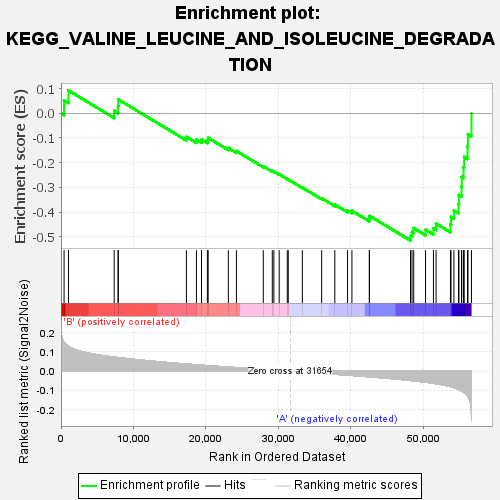 Enrichment plot:
KEGG_VALINE_LEUCINE_AND_ISOLEUCINE_DEGRADA
TION
Enrichment score (ES)
0.1
0.0
-0.1
-0.2
-0.3
-0.4
-0.5
'B' (positively correlated)
Ranked list metric (Signal2Noise)
0.2
0.1
0.0
-0.1
-0.2
Zero cross at 31654
'A' (negatively correlated)
0
10,000
20,000
30,000
40,000
50,000
Rank in Ordered Dataset
Enrichment profile
Hits
Ranking metric scores